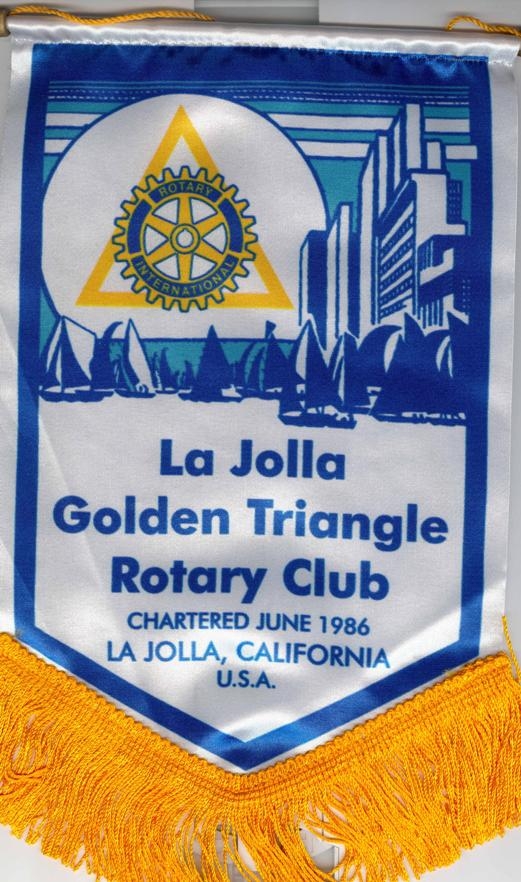 ROTARY
INTERNATIONAL
La Jolla
Golden Triangle
Rotary Club
CHARTERED JUNE 1986
LA JOLLA, CALIFORNIA
U.S.A.